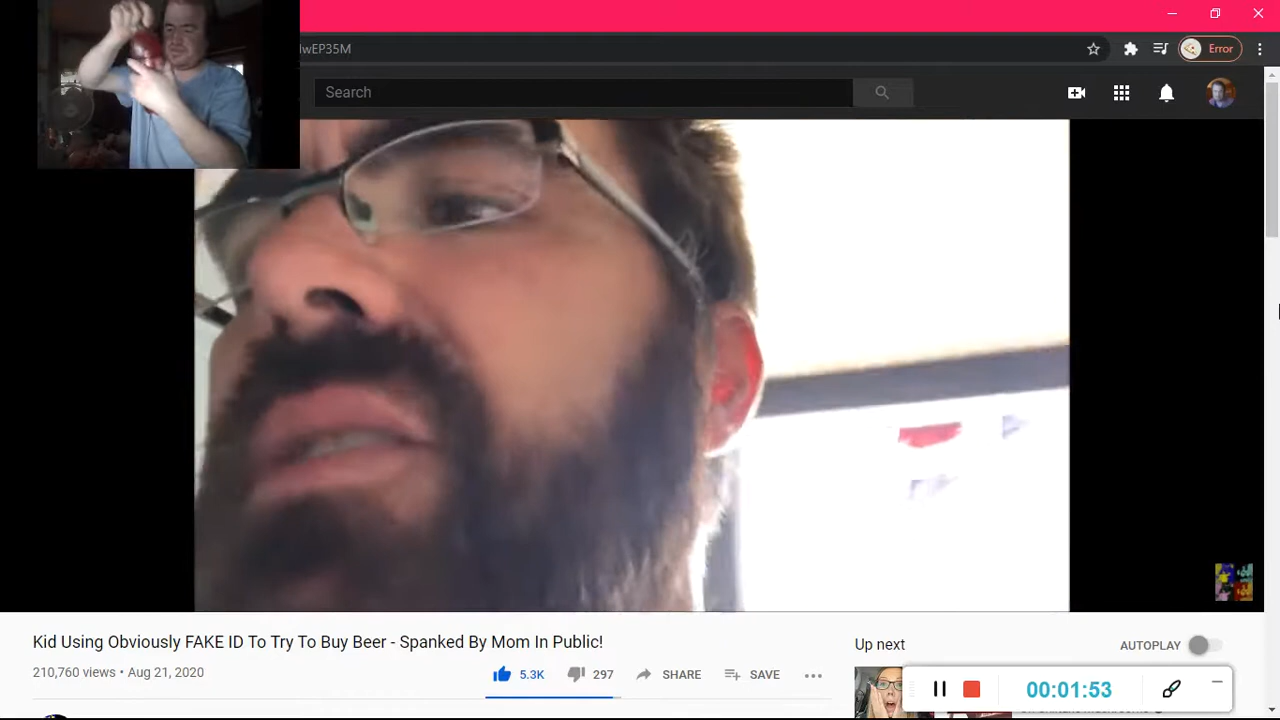 IwEP35M
Error
Search
Kid Using Obviously FAKE ID To Try To Buy Beer - Spanked By Mom In Public!
210,760 views • Aug 21, 2020
5.3K
297
SHARE
SAVE
Up next
AUTOPLAY
00:01:53